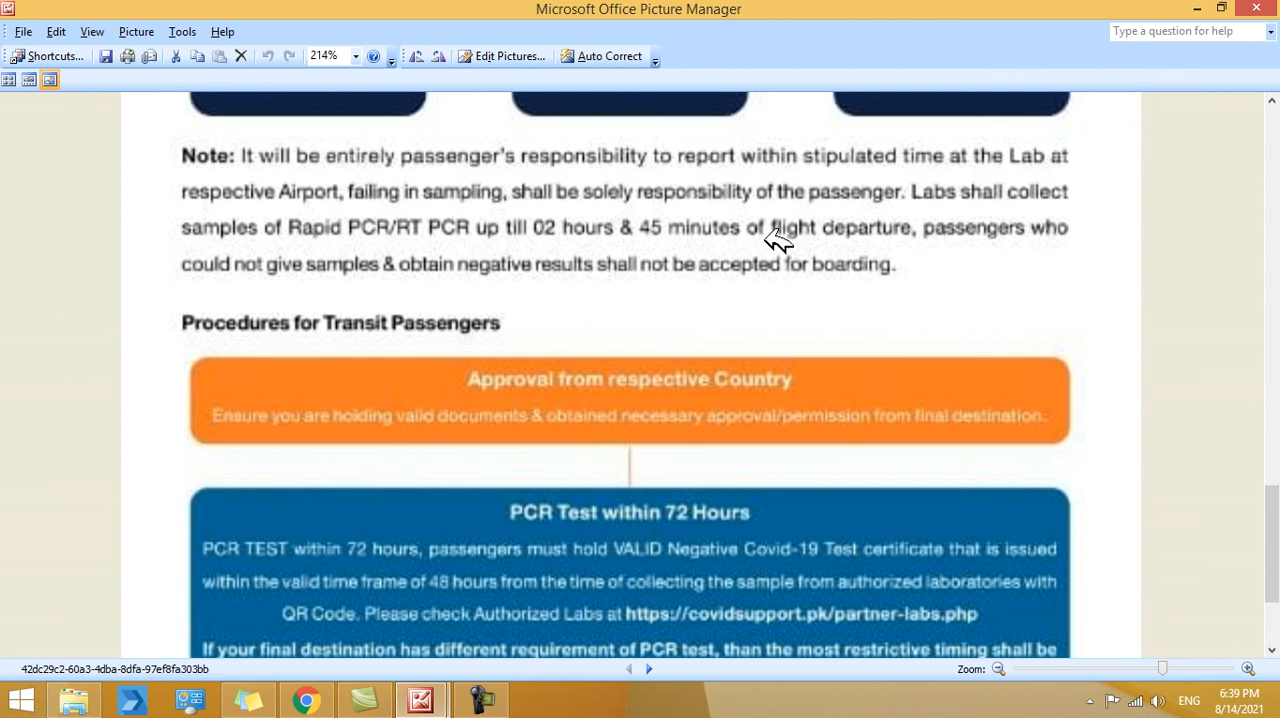 Microsoft Office Picture Manager
File Edit View Picture Tools Help
Type a question for help
Shortcuts... 214% Edit Pictures... Auto Correct
Note: It will be entirely passenger's responsibility to report within stipulated time at the Lab at
respective Airport, failing in sampling, shall be solely responsibility of the passenger. Labs shall collect
samples of Rapid PCR/RT PCR up till 02 hours & 45 minutes of flight departure, passengers who
could not give samples & obtain negative results shall not be accepted for boarding.
Procedures for Transit Passengers
Approval from respective Country
Ensure you are holding valid documents & obtained necessary approval/permission from final destination.
PCR Test within 72 Hours
PCR TEST within 72 hours, passengers must hold VALID Negative Covid-19 Test certificate that is issued
within the valid time frame of 48 hours from the time of collecting the sample from authorized laboratories with
QR Code. Please check Authorized Labs at https://covidsupport.pk/partner-labs.php
If your final destination has different requirement of PCR test, than the most restrictive timing shall be
42dc29c2-60a3-4dba-8dfa-97ef8fa303bb
Zoom:
ENG
6:39 PM
8/14/2021